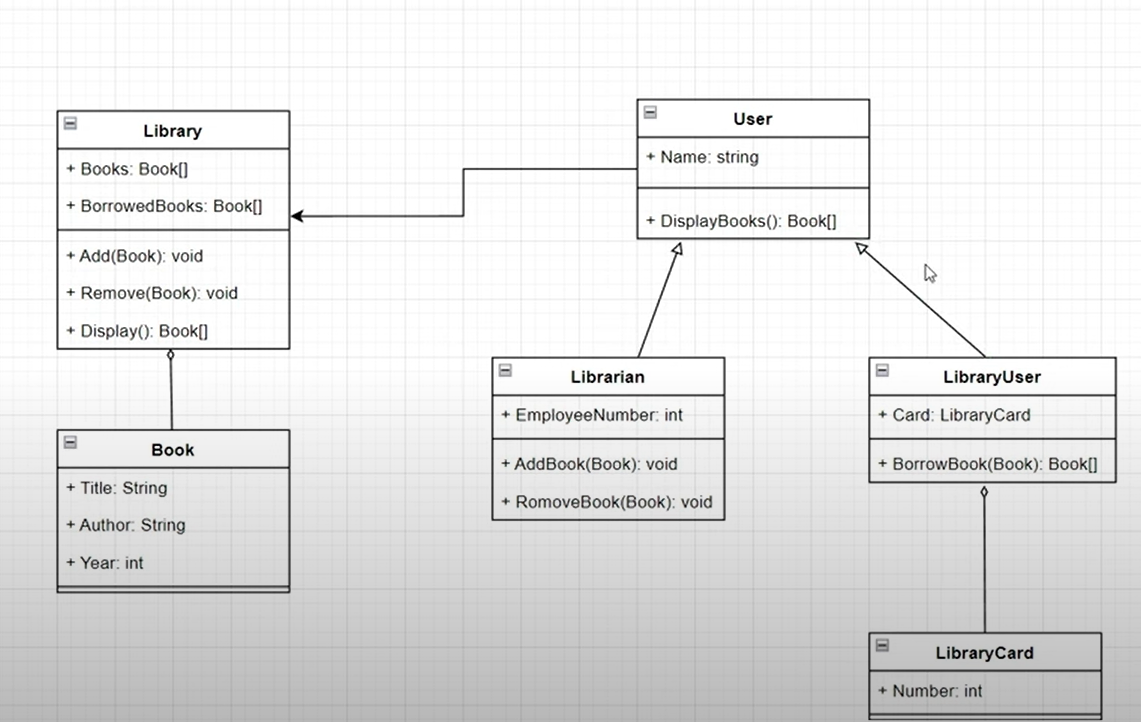 Library
+ Books: Book[]
+ BorrowedBooks: Book[]
+ Add(Book): void
+ Remove(Book): void
+ Display(): Book[]
Book
+ Title: String
+ Author: String
+ Year: int
User
+ Name: string
+ DisplayBooks(): Book[]
Librarian
+ EmployeeNumber: int
+ AddBook(Book): void
+ RomoveBook(Book): void
LibraryUser
+ Card: LibraryCard
+ BorrowBook(Book): Book[]
LibraryCard
+ Number: int